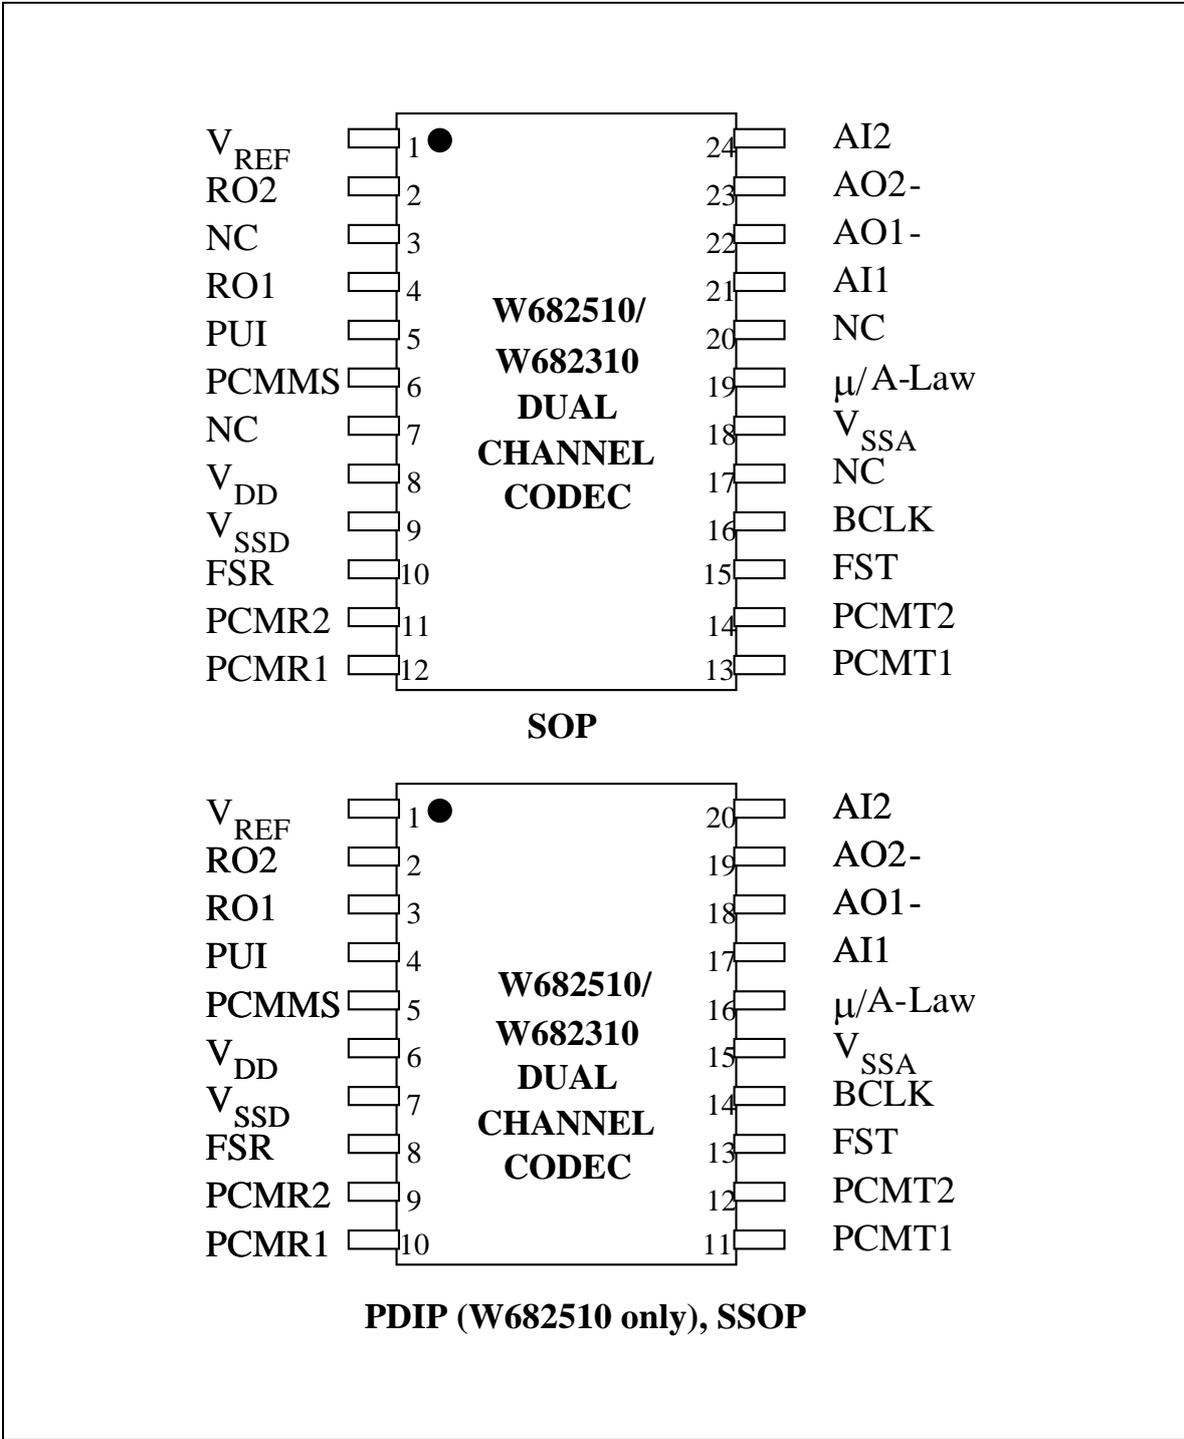 VREF 1 24 AI2
RO2 2 23 AO2-
NC 3 22 AO1-
RO1 4 21 AI1
PUI 5 20 NC
PCMMS 6 19 μ/A-Law
NC 7 18 VSSA
VDD 8 17 NC
VSSD 9 16 BCLK
FSR 10 15 FST
PCMR2 11 14 PCMT2
PCMR1 12 13 PCMT1
W682510/
W682310
DUAL
CHANNEL
CODEC
SOP
VREF 1 20 AI2
RO2 2 19 AO2-
RO1 3 18 AO1-
PUI 4 17 AI1
PCMMS 5 16 μ/A-Law
VDD 6 15 VSSA
VSSD 7 14 BCLK
FSR 8 13 FST
PCMR2 9 12 PCMT2
PCMR1 10 11 PCMT1
W682510/
W682310
DUAL
CHANNEL
CODEC
PDIP (W682510 only), SSOP